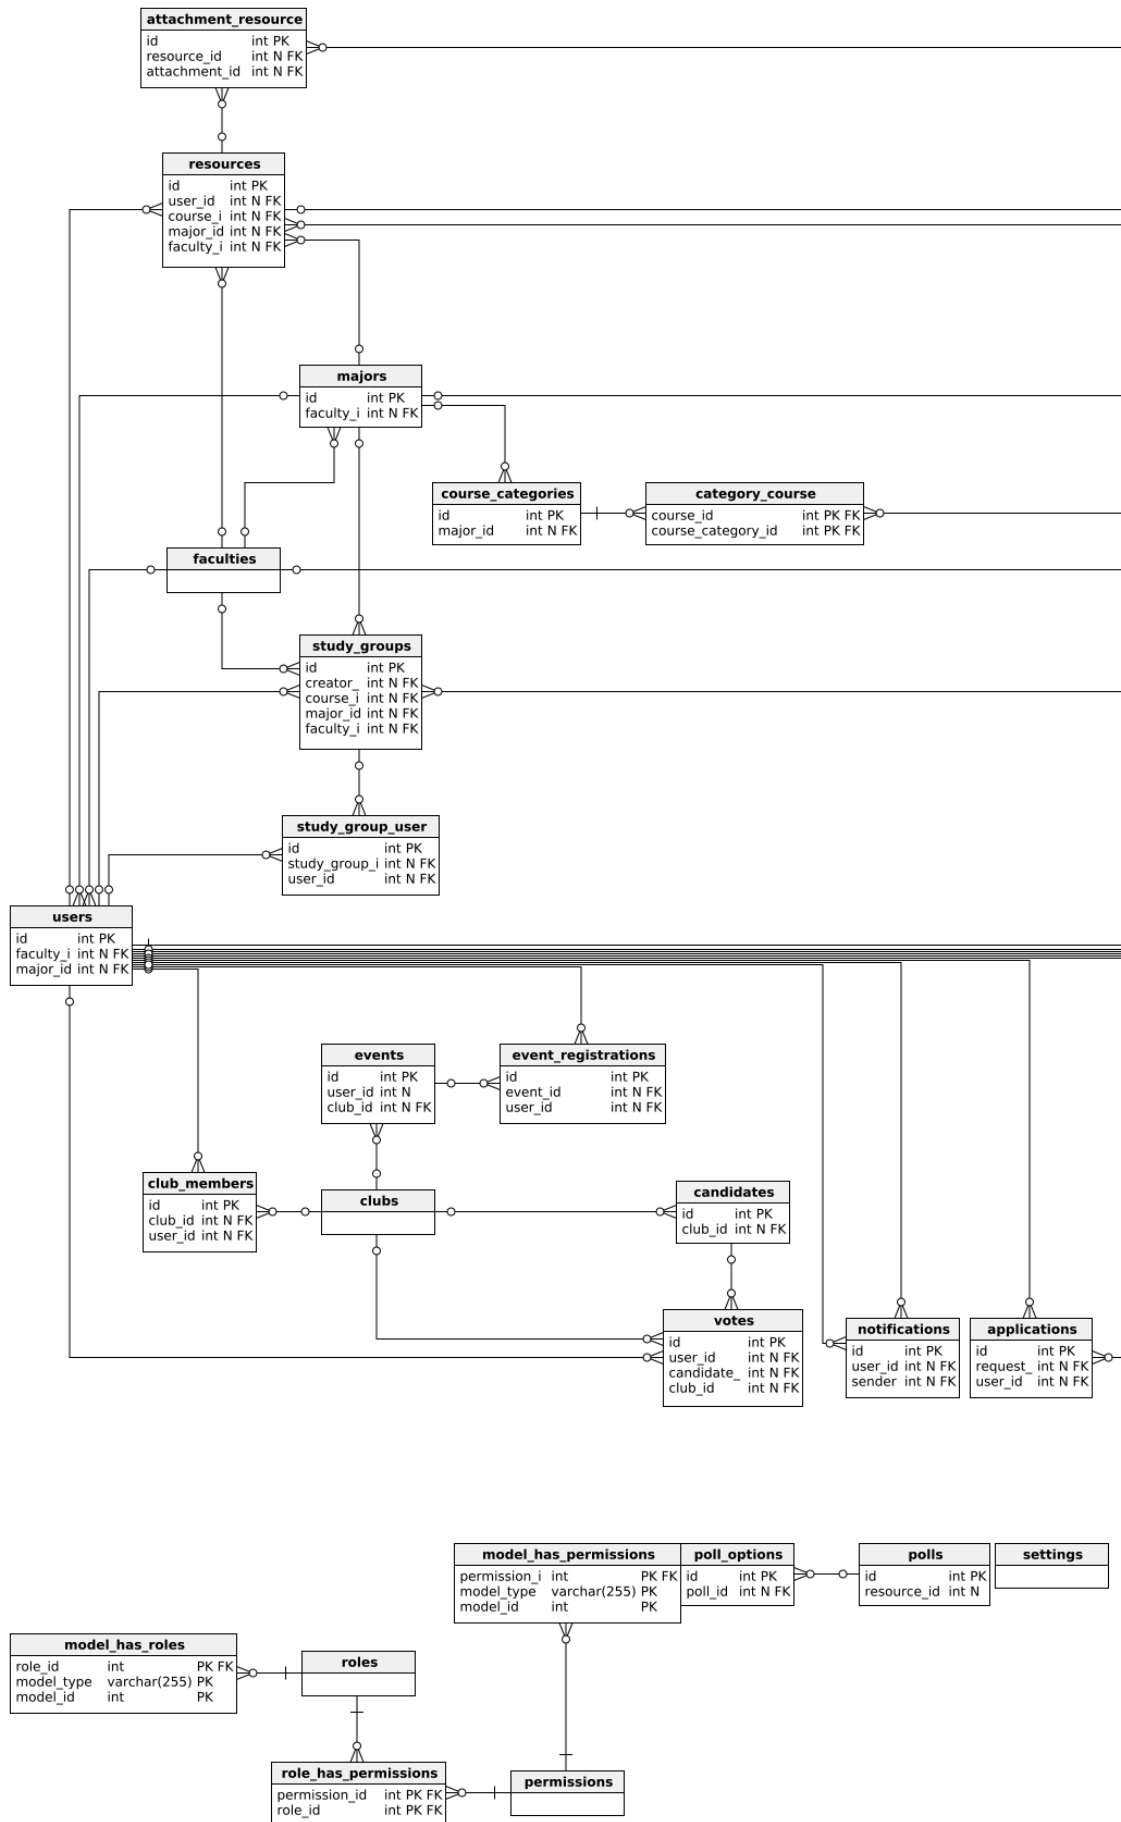 attachment_resource
id int PK
resource_id int N FK
attachment_id int N FK
resources
id int PK
user_id int N FK
course_i int N FK
major_id int N FK
faculty_i int N FK
majors
id int PK
faculty_i int N FK
course_categories
id int PK
major_id int N FK
category_course
course_id int PK FK
course_category_id int PK FK
faculties
study_groups
id int PK
creator_ int N FK
course_i int N FK
major_id int N FK
faculty_i int N FK
study_group_user
id int PK
study_group_i int N FK
user_id int N FK
users
id int PK
faculty_i int N FK
major_id int N FK
events
id int PK
user_id int N
club_id int N FK
event_registrations
id int PK
event_id int N FK
user_id int N FK
club_members
id int PK
club_id int N FK
user_id int N FK
clubs
candidates
id int PK
club_id int N FK
votes
id int PK
user_id int N FK
candidate_ int N FK
club_id int N FK
notifications
id int PK
user_id int N FK
sender int N FK
applications
id int PK
request_ int N FK
user_id int N FK
model_has_permissions
permission_i int PK FK
model_type varchar(255) PK
model_id int PK
poll_options
id int PK
poll_id int N FK
polls
id int PK
resource_id int N
settings
model_has_roles
role_id int PK FK
model_type varchar(255) PK
model_id int PK
roles
role_has_permissions
permission_id int PK FK
role_id int PK FK
permissions